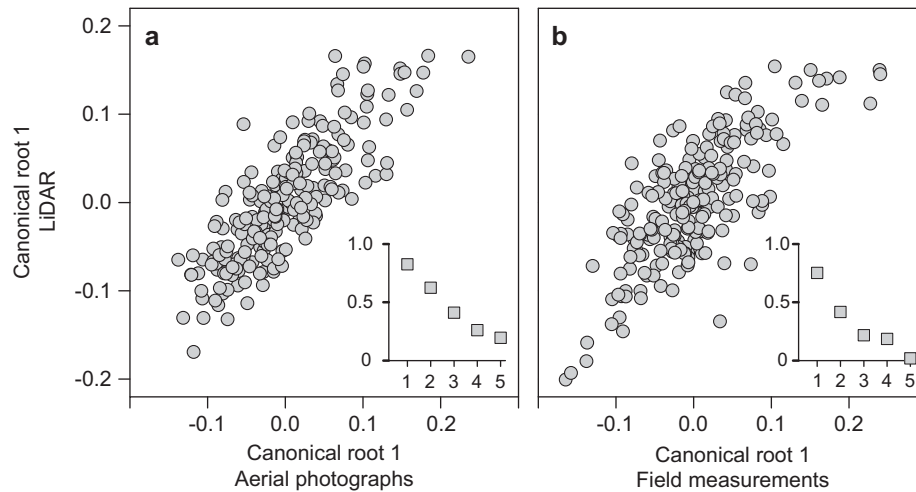 a
b
0.2
0.1
0.0
-0.1
-0.2
Canonical root 1
LiDAR
1.0
0.5
0
1 2 3 4 5
1.0
0.5
0
1 2 3 4 5
-0.1 0.0 0.1 0.2
-0.1 0.0 0.1 0.2
Canonical root 1
Aerial photographs
Canonical root 1
Field measurements